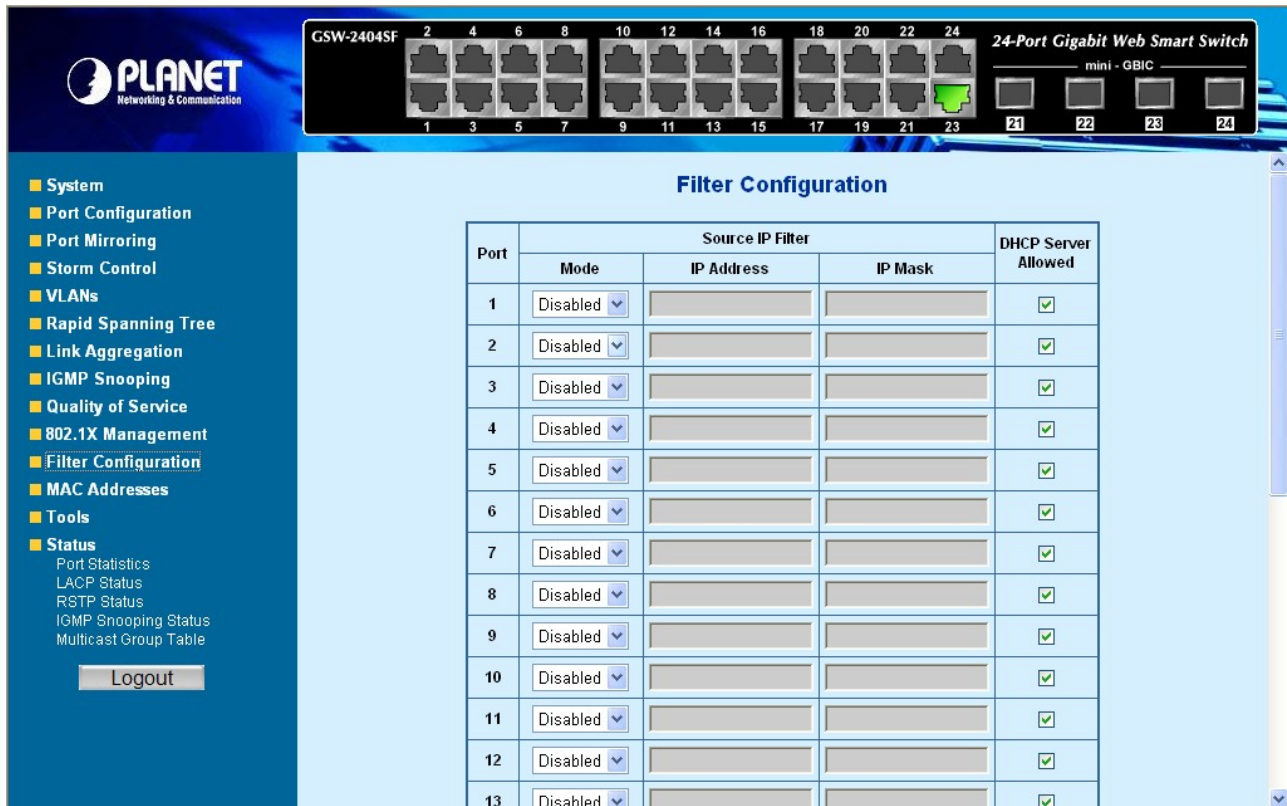 PLANET
Networking & Communication
GSW-2404SF
2 4 6 8 10 12 14 16 18 20 22 24
1 3 5 7 9 11 13 15 17 19 21 23
24-Port Gigabit Web Smart Switch
mini - GBIC
21 22 23 24
System
Port Configuration
Port Mirroring
Storm Control
VLANs
Rapid Spanning Tree
Link Aggregation
IGMP Snooping
Quality of Service
802.1X Management
Filter Configuration
MAC Addresses
Tools
Status
Port Statistics
LACP Status
RSTP Status
IGMP Snooping Status
Multicast Group Table
Logout
Filter Configuration
Port Source IP Filter DHCP Server Allowed
Mode IP Address IP Mask
1 Disabled
2 Disabled
3 Disabled
4 Disabled
5 Disabled
6 Disabled
7 Disabled
8 Disabled
9 Disabled
10 Disabled
11 Disabled
12 Disabled
13 Disabled